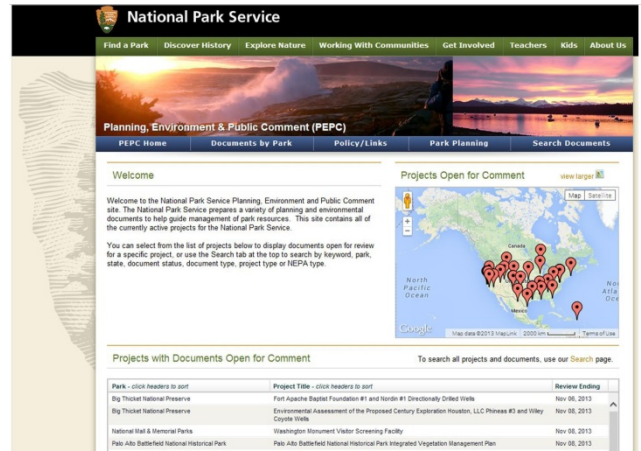 National Park Service
Find a Park Discover History Explore Nature Working With Communities Get Involved Teachers Kids About Us
Planning, Environment & Public Comment (PEPC)
PEPC Home Documents by Park Policy/Links Park Planning Search Documents
Welcome
Welcome to the National Park Service Planning, Environment and Public Comment
site. The National Park Service prepares a variety of planning and environmental
documents to help guide management of park resources. This site contains all of
the currently active projects for the National Park Service.
You can select from the list of projects below to display documents open for review
for a specific project, or use the Search tab at the top to search by keyword, park,
state, document status, document type, project type or NEPA type.
Projects Open for Comment view larger
Map Satellite
Canada
North
Pacific
Ocean
Mexico
Google
Map data ©2013 MapLink 2000 km Terms of Use
Projects with Documents Open for Comment To search all projects and documents, use our Search page.
Park - click headers to sort Project Title - click headers to sort Review Ending
Big Thicket National Preserve Fort Apache Baptist Foundation #1 and Nordin #1 Directionally Drilled Wells Nov 08, 2013
Big Thicket National Preserve Environmental Assessment of the Proposed Century Exploration Houston, LLC Phineas #3 and Wiley Nov 08, 2013
Coyote Wells
National Mall & Memorial Parks Washington Monument Visitor Screening Facility Nov 08, 2013
Palo Alto Battlefield National Historical Park Palo Alto Battlefield National Historical Park Integrated Vegetation Management Plan Nov 08, 2013